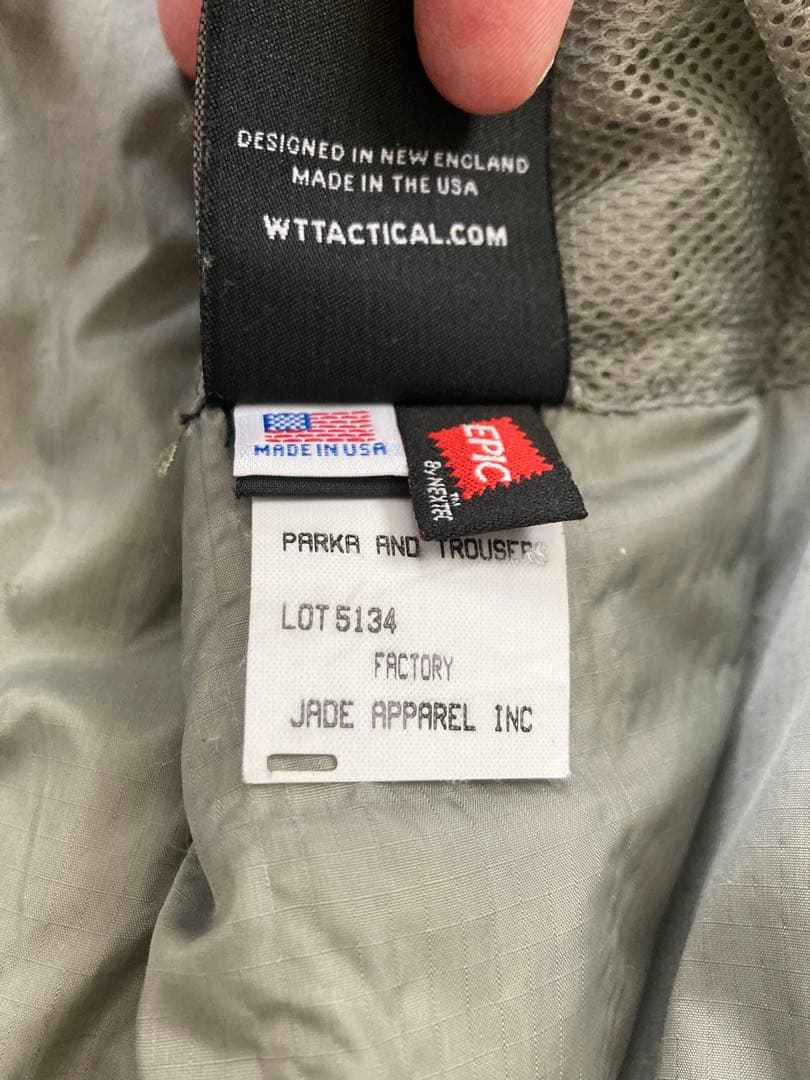 DESIGNED IN NEW ENGLAND
MADE IN THE USA
WTTACTICAL.COM
MADE IN USA
EPIC
By NEXTEC™
PARKA AND TROUSERS
LOT 5134
FACTORY
JADE APPAREL INC